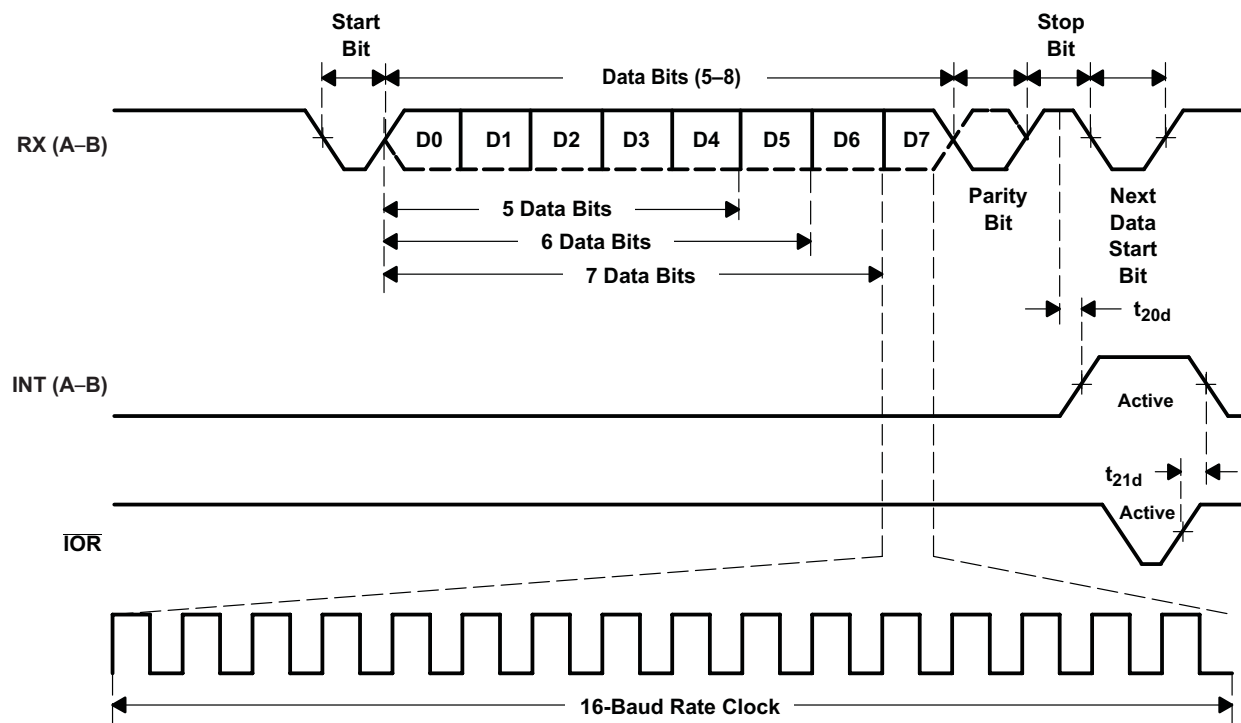 Start
Bit
Stop
Bit
Data Bits (5–8)
RX (A–B)
D0 D1 D2 D3 D4 D5 D6 D7
Parity
Bit
Next
Data
Start
Bit
5 Data Bits
6 Data Bits
7 Data Bits
t20d
INT (A–B)
Active
t21d
Active
IOR
16-Baud Rate Clock